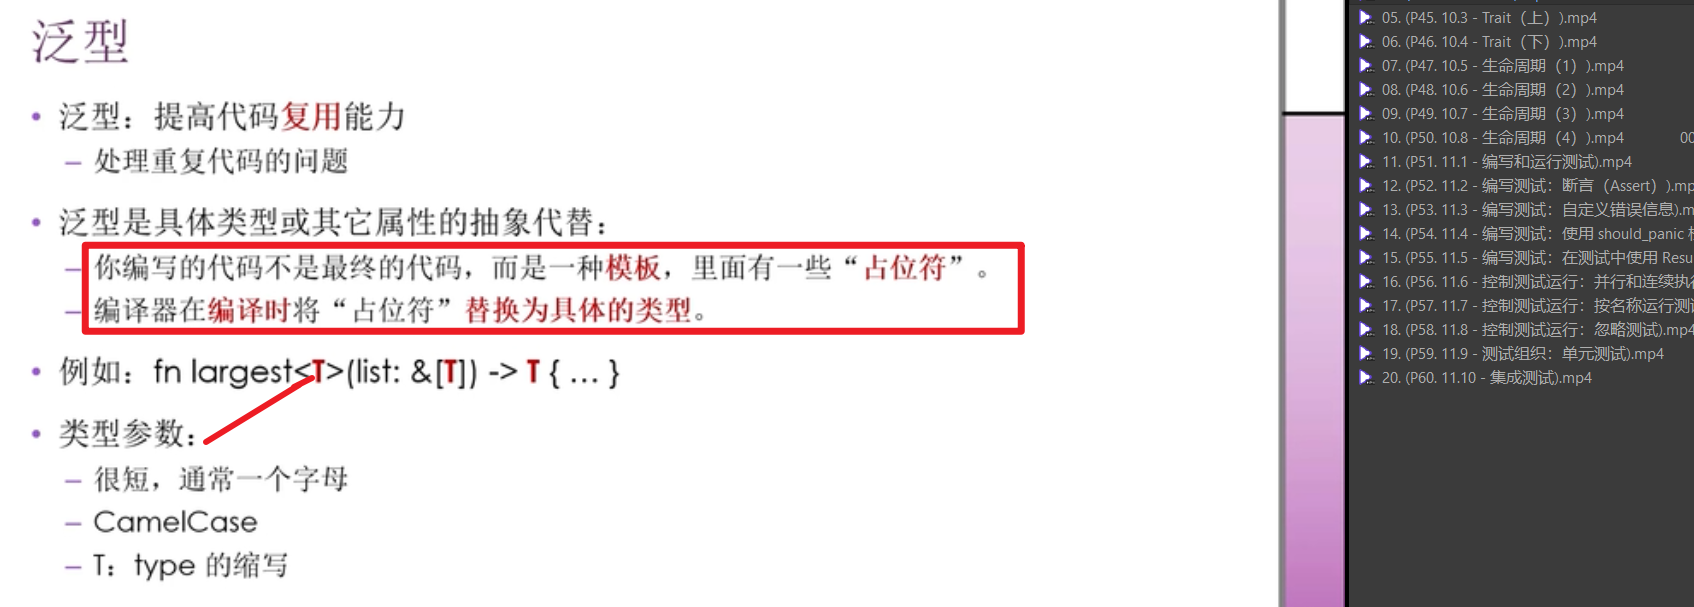 泛型
• 泛型：提高代码复用能力
– 处理重复代码的问题
• 泛型是具体类型或其它属性的抽象代替：
– 你编写的代码不是最终的代码，而是一种模板，里面有一些“占位符”。
– 编译器在编译时将“占位符”替换为具体的类型。
• 例如：fn largest<T>(list: &[T]) -> T { … }
• 类型参数：
– 很短，通常一个字母
– CamelCase
– T：type 的缩写
05. (P45. 10.3 - Trait（上）).mp4
06. (P46. 10.4 - Trait（下）).mp4
07. (P47. 10.5 - 生命周期（1）).mp4
08. (P48. 10.6 - 生命周期（2）).mp4
09. (P49. 10.7 - 生命周期（3）).mp4
10. (P50. 10.8 - 生命周期（4）).mp4 00
11. (P51. 11.1 - 编写和运行测试).mp4
12. (P52. 11.2 - 编写测试：断言（Assert）).mp
13. (P53. 11.3 - 编写测试：自定义错误信息).m
14. (P54. 11.4 - 编写测试：使用 should_panic
15. (P55. 11.5 - 编写测试：在测试中使用 Resu
16. (P56. 11.6 - 控制测试运行：并行和连续执
17. (P57. 11.7 - 控制测试运行：按名称运行测
18. (P58. 11.8 - 控制测试运行：忽略测试).mp4
19. (P59. 11.9 - 测试组织：单元测试).mp4
20. (P60. 11.10 - 集成测试).mp4